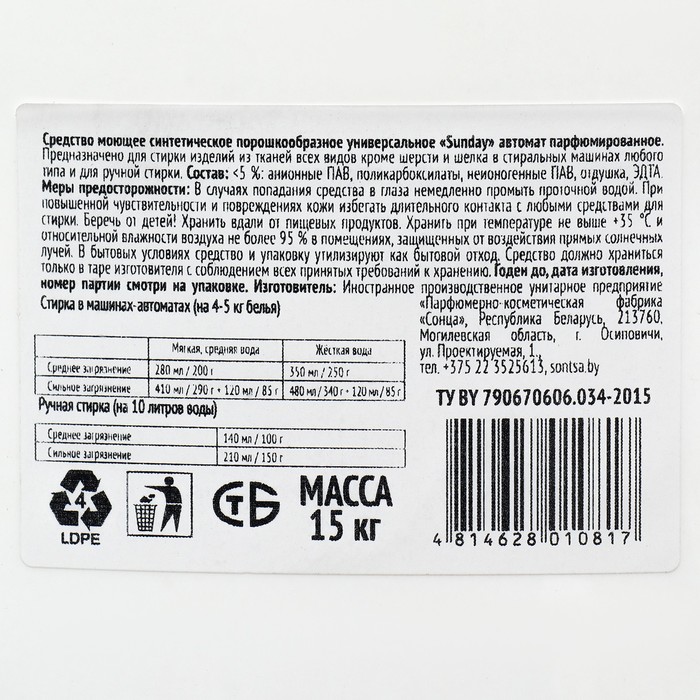 Средство моющее синтетическое порошкообразное универсальное «Sunday» автомат парфюмированное.
Предназначено для стирки изделий из тканей всех видов кроме шерсти и шелка в стиральных машинах любого
типа и для ручной стирки. Состав: <5 %: анионные ПАВ, поликарбоксилаты, неионогенные ПАВ, отдушка, ЭДТА.
Меры предосторожности: В случаях попадания средства в глаза немедленно промыть проточной водой. При
повышенной чувствительности и повреждениях кожи избегать длительного контакта с любыми средствами для
стирки. Беречь от детей! Хранить вдали от пищевых продуктов. Хранить при температуре не выше +35 °С и
относительной влажности воздуха не более 95 % в помещениях, защищенных от воздействия прямых солнечных
лучей. В бытовых условиях средство и упаковку утилизируют как бытовой отход. Средство должно храниться
только в таре изготовителя с соблюдением всех принятых требований к хранению. Годен до, дата изготовления,
номер партии смотри на упаковке. Изготовитель: Иностранное производственное унитарное предприятие
«Парфюмерно-косметическая фабрика
«Сонца», Республика Беларусь, 213760,
Могилевская область, г. Осиповичи,
ул. Проектируемая, 1,
тел. +375 22 3525613, sontsa.by
Стирка в машинах-автоматах (на 4-5 кг белья)
Мягкая, средняя вода Жёсткая вода
Среднее загрязнение 280 мл / 200 г 350 мл / 250 г
Сильное загрязнение 410 мл / 290 г + 120 мл / 85 г 480 мл / 340 г + 120 мл / 85 г
Ручная стирка (на 10 литров воды)
Среднее загрязнение 140 мл / 100 г
Сильное загрязнение 210 мл / 150 г
ТУ BY 790670606.034-2015
4
LDPE
СТБ
МАССА
15 кг
4 814628 010817